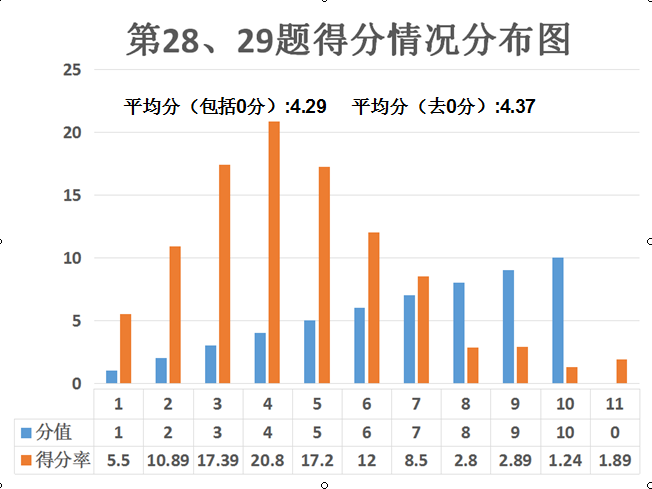 第28、29题得分情况分布图
平均分（包括0分）:4.29 平均分（去0分）:4.37
25
20
15
10
5
0
1 2 3 4 5 6 7 8 9 10 11
分值 1 2 3 4 5 6 7 8 9 10 0
得分率 5.5 10.89 17.39 20.8 17.2 12 8.5 2.8 2.89 1.24 1.89